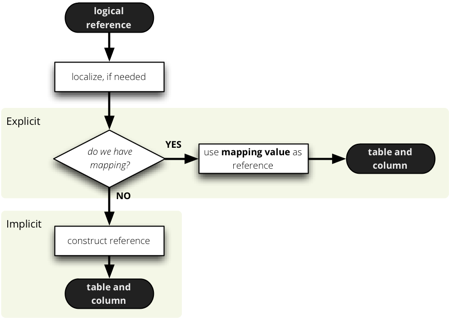 logical
reference
localize, if needed
Explicit
do we have
mapping?
YES
use mapping value as
reference
table and
column
NO
Implicit
construct reference
table and
column